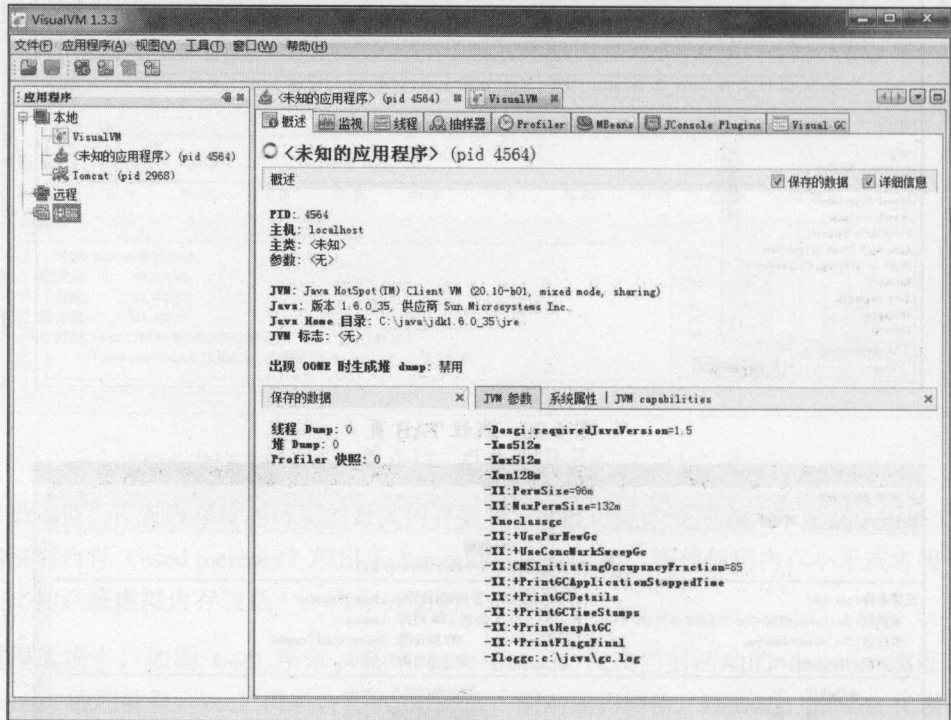 VisualVM 1.3.3
文件(F) 应用程序(A) 视图(V) 工具(T) 窗口(W) 帮助(H)
应用程序
本地
VisualVM
<未知的应用程序> (pid 4564)
Tomcat (pid 2968)
远程
快照
<未知的应用程序> (pid 4564)
VisualVM
概述
监视
线程
抽样器
Profiler
MBeans
JConsole Plugins
Visual GC
<未知的应用程序> (pid 4564)
概述
保存的数据
详细信息
PID: 4564
主机: localhost
主类: <未知>
参数: <无>
JVM: Java HotSpot(TM) Client VM (20.10-b01, mixed mode, sharing)
Java: 版本 1.6.0_35, 供应商 Sun Microsystems Inc.
Java Home 目录: C:\java\jdk1.6.0_35\jre
JVM 标志: <无>
出现 OOME 时生成堆 dump: 禁用
保存的数据
线程 Dump: 0
堆 Dump: 0
Profiler 快照: 0
JVM 参数
系统属性
JVM capabilities
-Dosgi.requiredJavaVersion=1.5
-Xms512m
-Xmx512m
-Xmn128m
-XX:PermSize=96m
-XX:MaxPermSize=132m
-Xnoclassgc
-XX:+UseParNewGC
-XX:+UseConcMarkSweepGC
-XX:CMSInitiatingOccupancyFraction=85
-XX:+PrintGCApplicationStoppedTime
-XX:+PrintGCDetails
-XX:+PrintGCTimeStamps
-XX:+PrintHeapAtGC
-XX:+PrintFlagsFinal